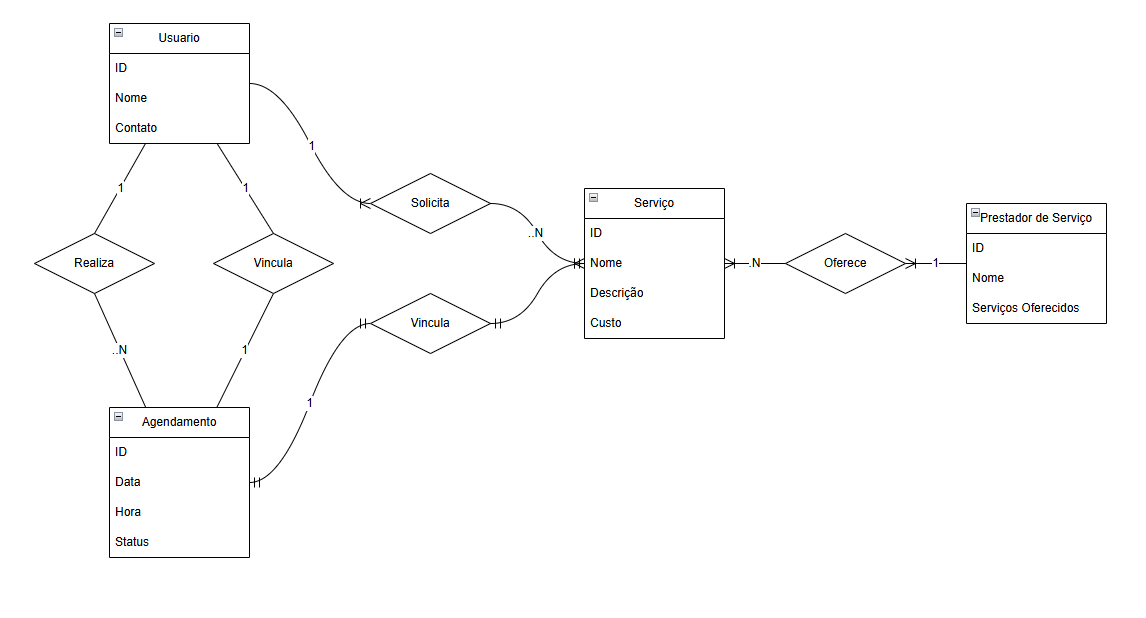 Usuario
ID
Nome
Contato
1
1
1
Realiza
Vincula
Solicita
..N
Vincula
1
..N
1
Agendamento
ID
Data
Hora
Status
Serviço
ID
Nome
Descrição
Custo
.N
Oferece
1
Prestador de Serviço
ID
Nome
Serviços Oferecidos